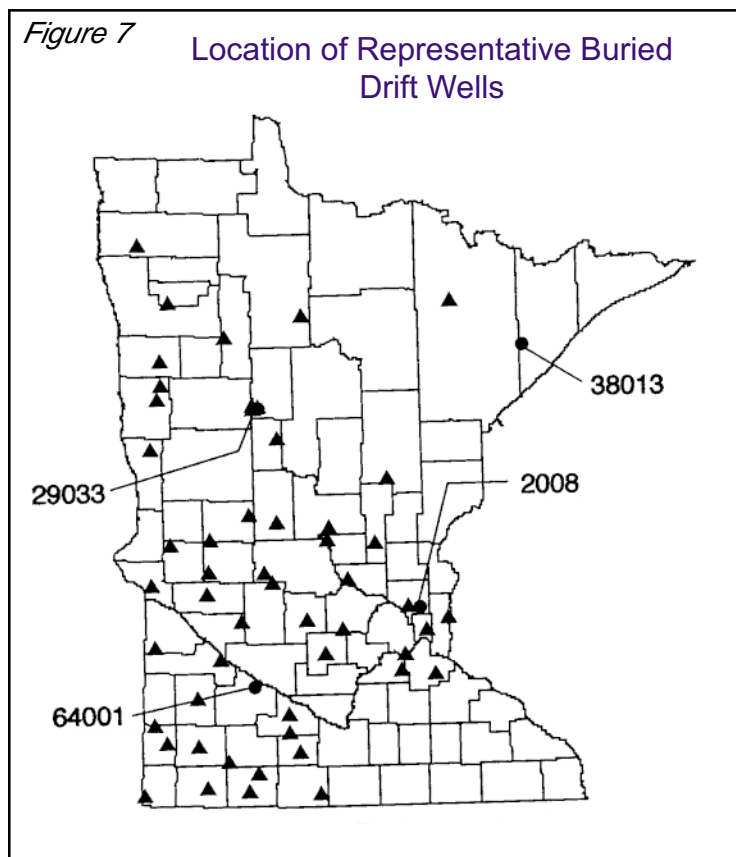 Figure 7
Location of Representative Buried
Drift Wells
38013
29033
2008
64001